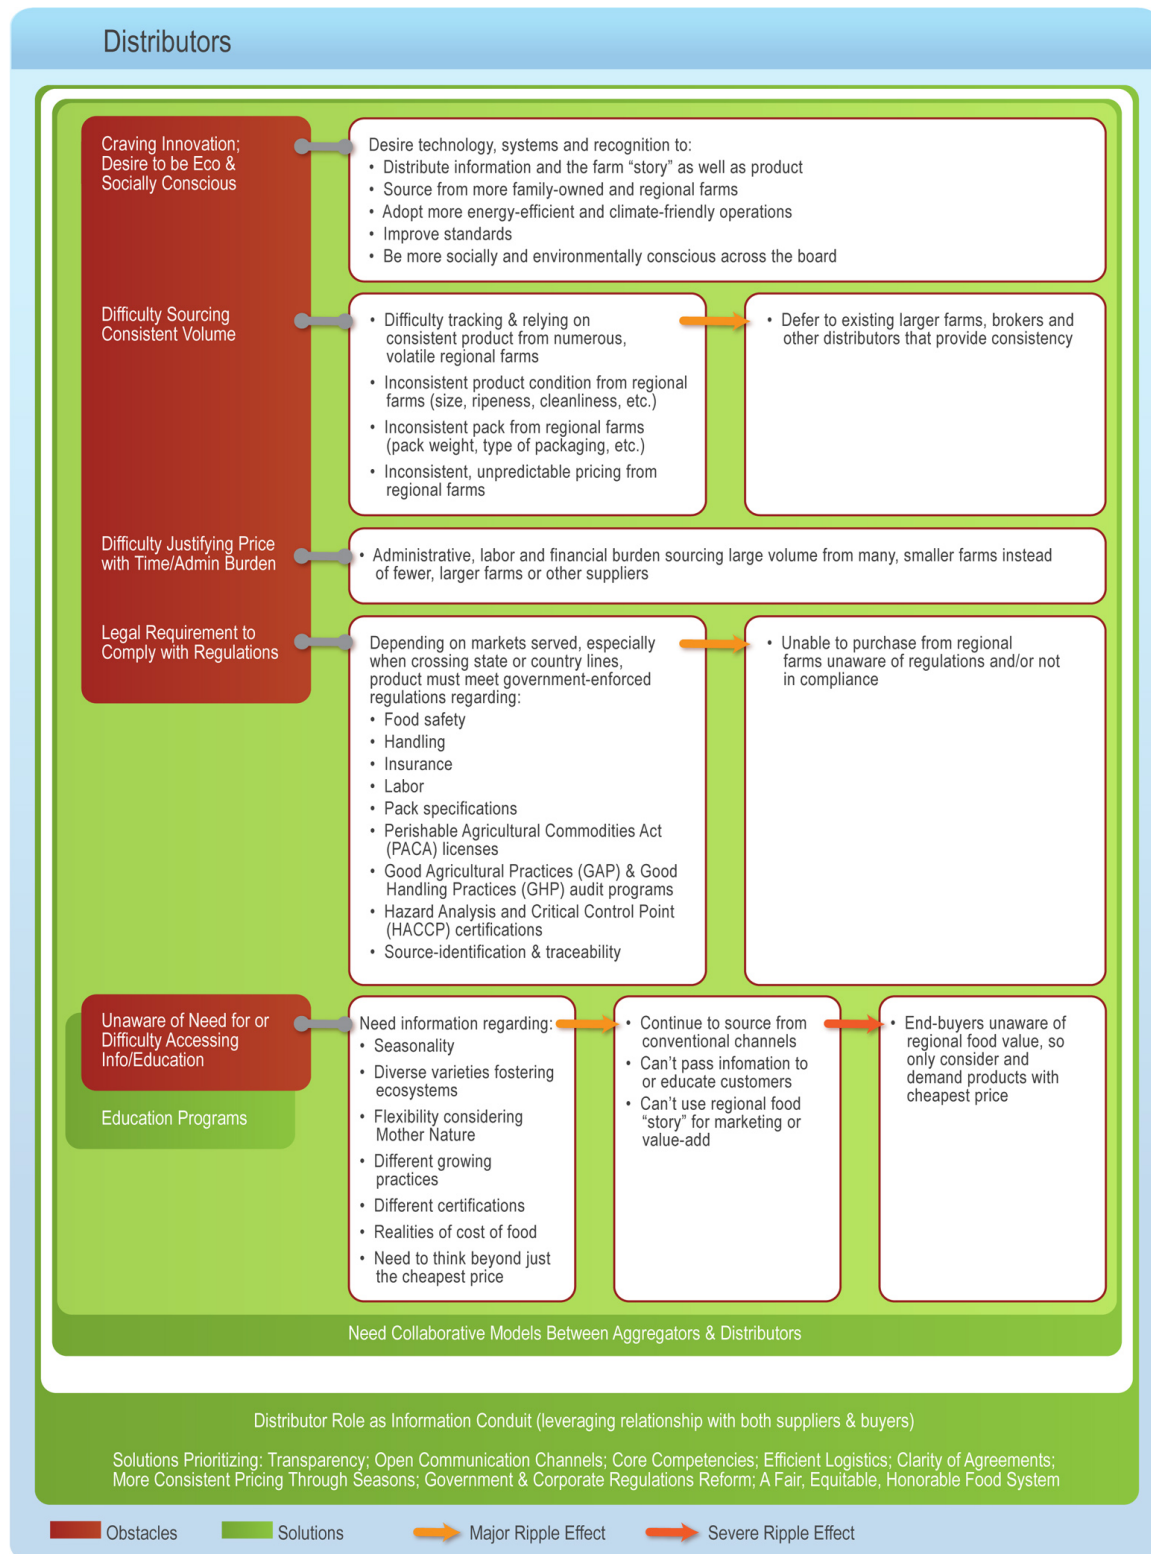 Distributors
Craving Innovation;
Desire to be Eco &
Socially Conscious
Desire technology, systems and recognition to:
• Distribute information and the farm “story” as well as product
• Source from more family-owned and regional farms
• Adopt more energy-efficient and climate-friendly operations
• Improve standards
• Be more socially and environmentally conscious across the board
Difficulty Sourcing
Consistent Volume
• Difficulty tracking & relying on
consistent product from numerous,
volatile regional farms
• Inconsistent product condition from regional
farms (size, ripeness, cleanliness, etc.)
• Inconsistent pack from regional farms
(pack weight, type of packaging, etc.)
• Inconsistent, unpredictable pricing from
regional farms
• Defer to existing larger farms, brokers and
other distributors that provide consistency
Difficulty Justifying Price
with Time/Admin Burden
• Administrative, labor and financial burden sourcing large volume from many, smaller farms instead
of fewer, larger farms or other suppliers
Legal Requirement to
Comply with Regulations
Depending on markets served, especially
when crossing state or country lines,
product must meet government-enforced
regulations regarding:
• Food safety
• Handling
• Insurance
• Labor
• Pack specifications
• Perishable Agricultural Commodities Act
(PACA) licenses
• Good Agricultural Practices (GAP) & Good
Handling Practices (GHP) audit programs
• Hazard Analysis and Critical Control Point
(HACCP) certifications
• Source-identification & traceability
• Unable to purchase from regional
farms unaware of regulations and/or not
in compliance
Unaware of Need for or
Difficulty Accessing
Info/Education
Education Programs
Need information regarding:
• Seasonality
• Diverse varieties fostering
ecosystems
• Flexibility considering
Mother Nature
• Different growing
practices
• Different certifications
• Realities of cost of food
• Need to think beyond just
the cheapest price
• Continue to source from
conventional channels
• Can’t pass infomation to
or educate customers
• Can’t use regional food
“story” for marketing or
value-add
• End-buyers unaware of
regional food value, so
only consider and
demand products with
cheapest price
Need Collaborative Models Between Aggregators & Distributors
Distributor Role as Information Conduit (leveraging relationship with both suppliers & buyers)
Solutions Prioritizing: Transparency; Open Communication Channels; Core Competencies; Efficient Logistics; Clarity of Agreements;
More Consistent Pricing Through Seasons; Government & Corporate Regulations Reform; A Fair, Equitable, Honorable Food System
Obstacles
Solutions
Major Ripple Effect
Severe Ripple Effect